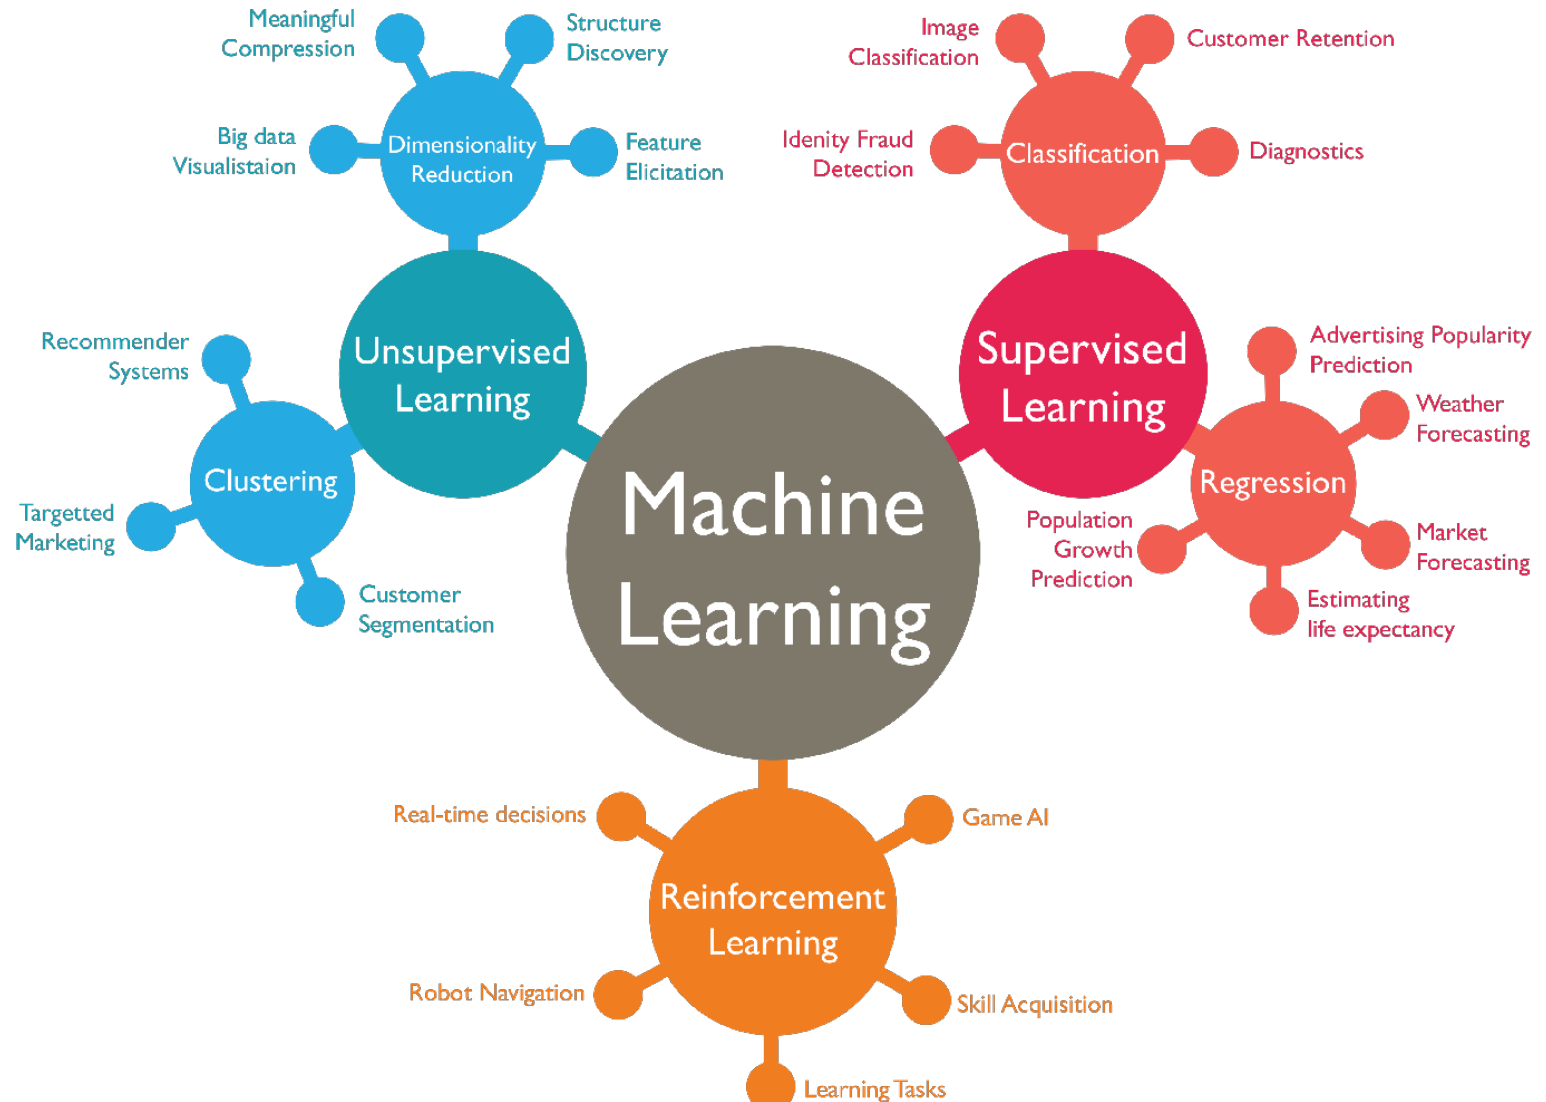 Meaningful
Compression
Structure
Discovery
Big data
Visualistaion
Dimensionality
Reduction
Feature
Elicitation
Image
Classification
Customer Retention
Idenity Fraud
Detection
Classification
Diagnostics
Unsupervised
Learning
Recommender
Systems
Clustering
Targetted
Marketing
Customer
Segmentation
Machine
Learning
Supervised
Learning
Advertising Popularity
Prediction
Weather
Forecasting
Regression
Population
Growth
Prediction
Market
Forecasting
Estimating
life expectancy
Real-time decisions
Game AI
Reinforcement
Learning
Robot Navigation
Skill Acquisition
Learning Tasks